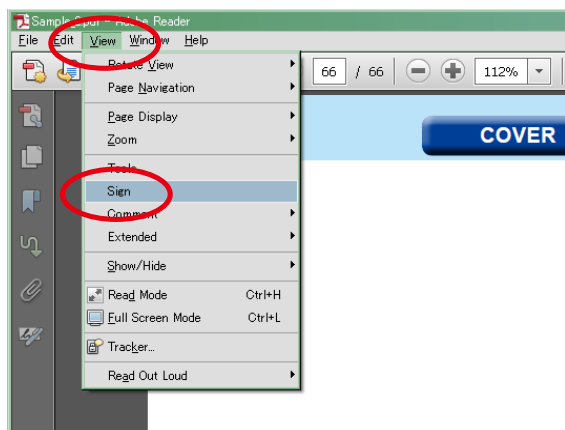 Sample_2.pdf - Adobe Reader
File Edit View Window Help
66 / 66 112%
Rotate View
Page Navigation
Page Display
Zoom
COVER
Tools
Sign
Comment
Extended
Show/Hide
Read Mode Ctrl+H
Full Screen Mode Ctrl+L
Tracker...
Read Out Loud